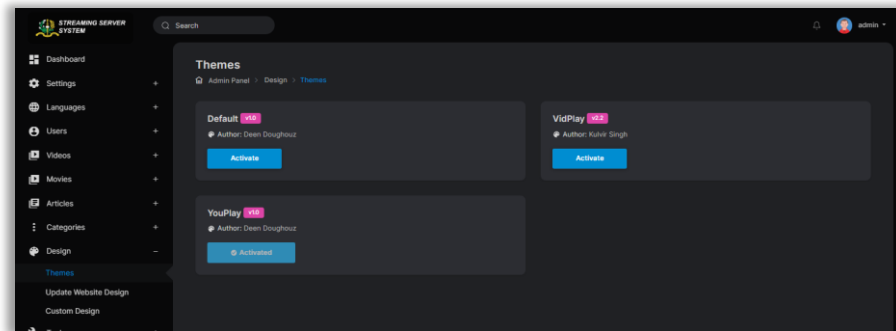 STREAMING SERVER
SYSTEM
Search
admin
Dashboard
Settings +
Languages +
Users +
Videos +
Movies +
Articles +
Categories +
Design –
Themes
Update Website Design
Custom Design
Themes
Admin Panel > Design > Themes
Default v1.0
Author: Deen Doughouz
Activate
VidPlay v2.2
Author: Kulvir Singh
Activate
YouPlay v1.0
Author: Deen Doughouz
Activated